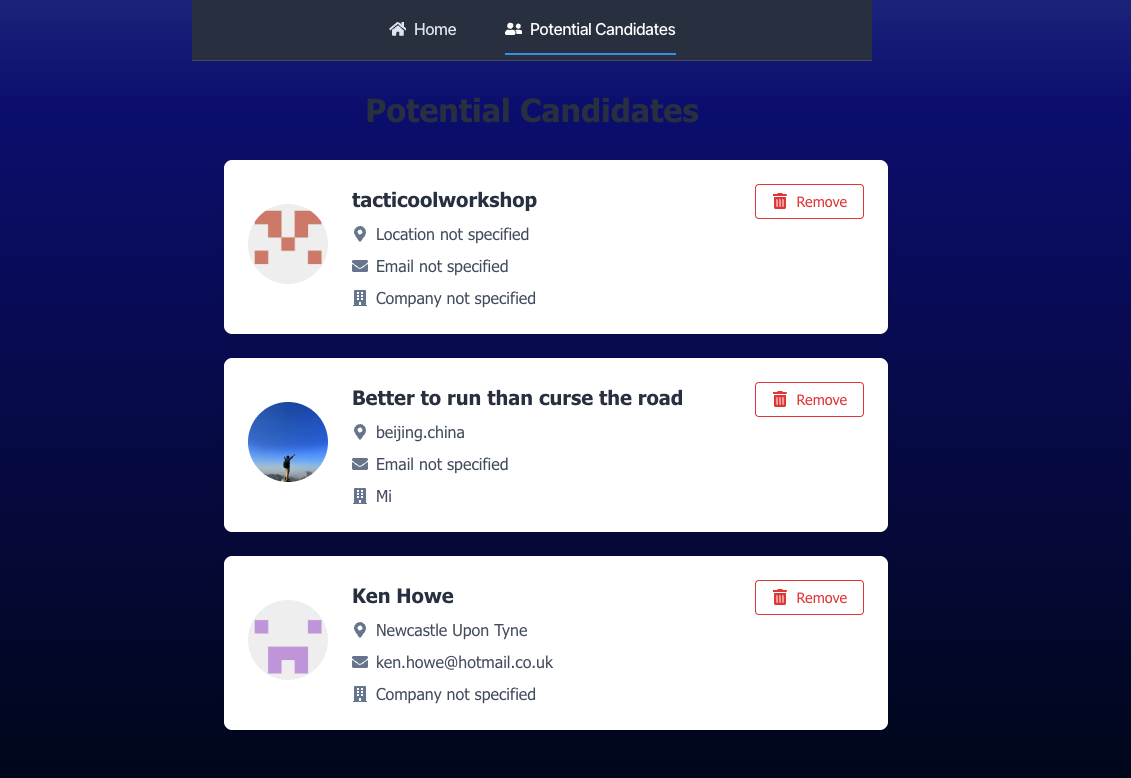 Home
Potential Candidates
Potential Candidates
tacticoolworkshop
Remove
Location not specified
Email not specified
Company not specified
Better to run than curse the road
Remove
beijing.china
Email not specified
Mi
Ken Howe
Remove
Newcastle Upon Tyne
ken.howe@hotmail.co.uk
Company not specified